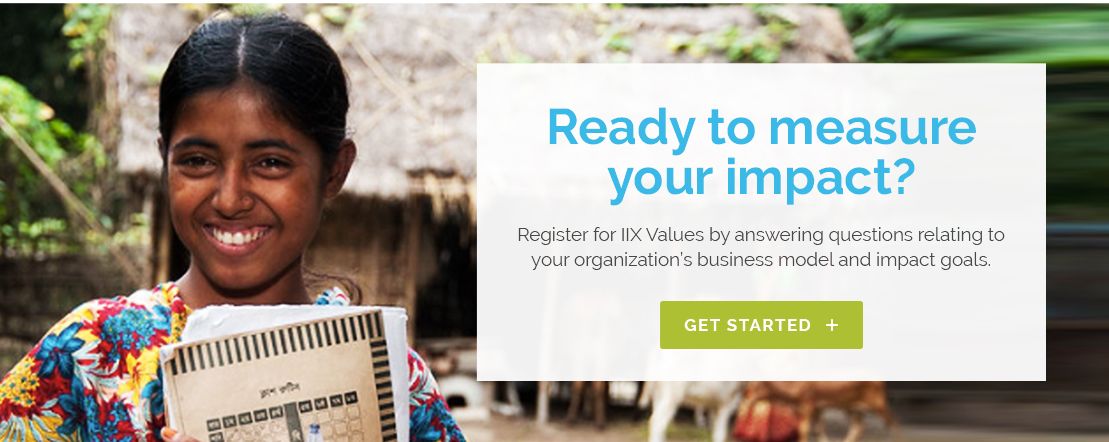 Ready to measure
your impact?
Register for IIX Values by answering questions relating to
your organization's business model and impact goals.
GET STARTED +
ক্লাশ রুটিন